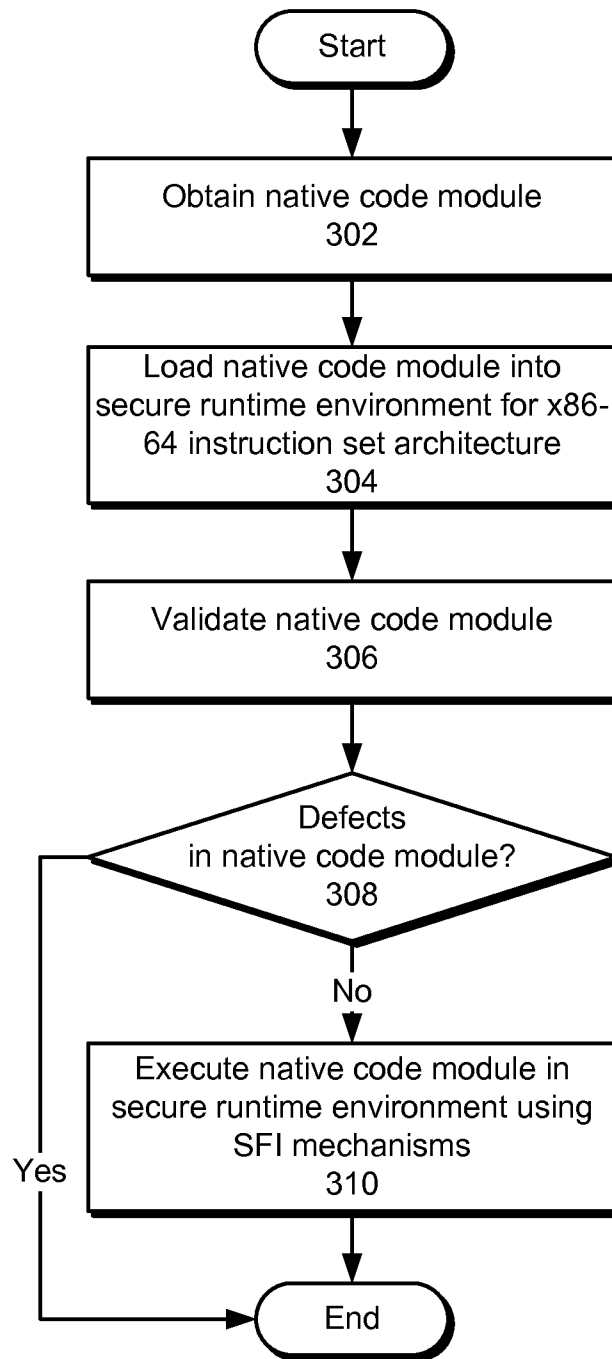 Start
Obtain native code module
302
Load native code module into
secure runtime environment for x86-
64 instruction set architecture
304
Validate native code module
306
Defects
in native code module?
308
No
Execute native code module in
secure runtime environment using
SFI mechanisms
310
Yes
End